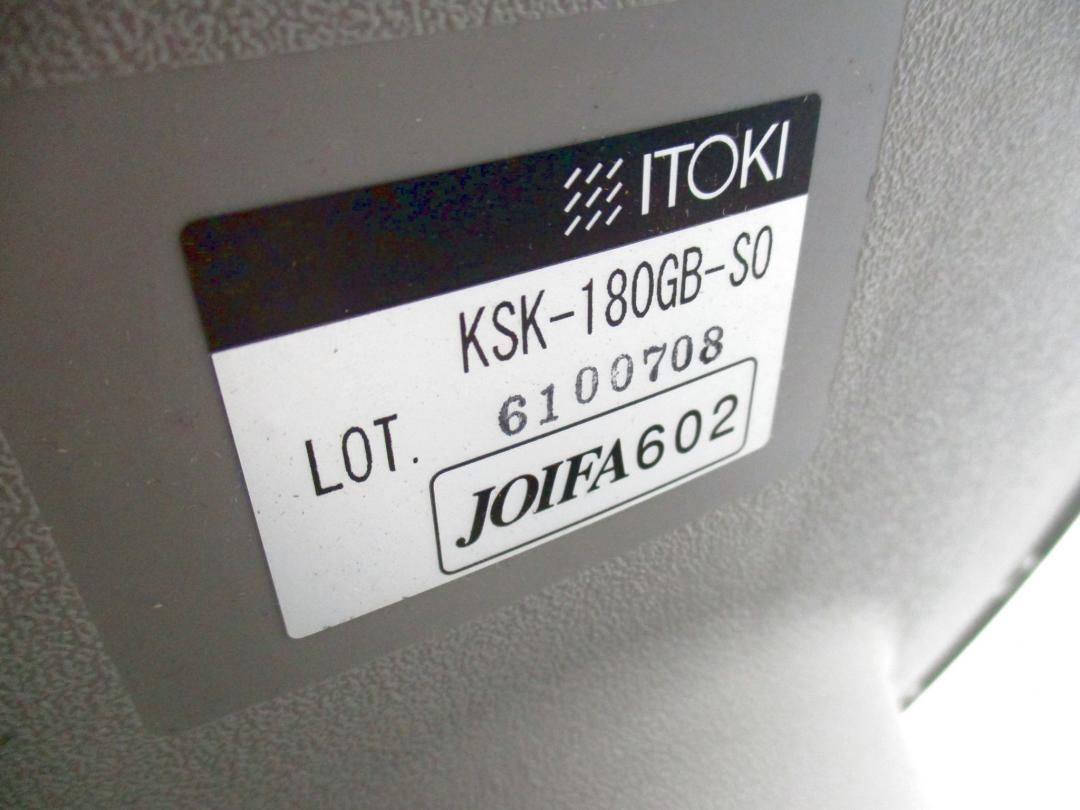 ITOKI
KSK-180GB-S0
LOT. 6100708
JOIFA602